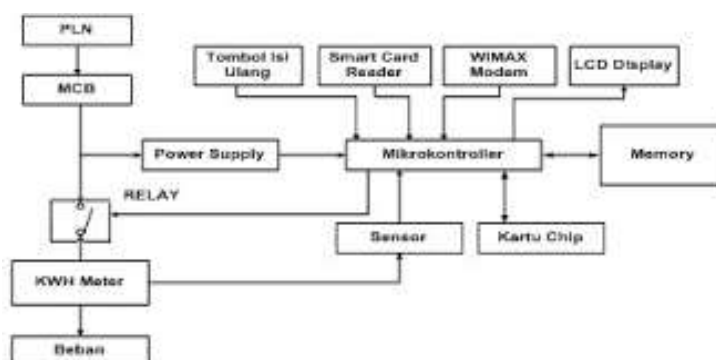 PLN
MCB
Tombol Isi
Ulang
Smart Card
Reader
WIMAX
Modem
LCD Display
Power Supply
Mikrokontroller
Memory
RELAY
Sensor
Kartu Chip
KWH Meter
Beban